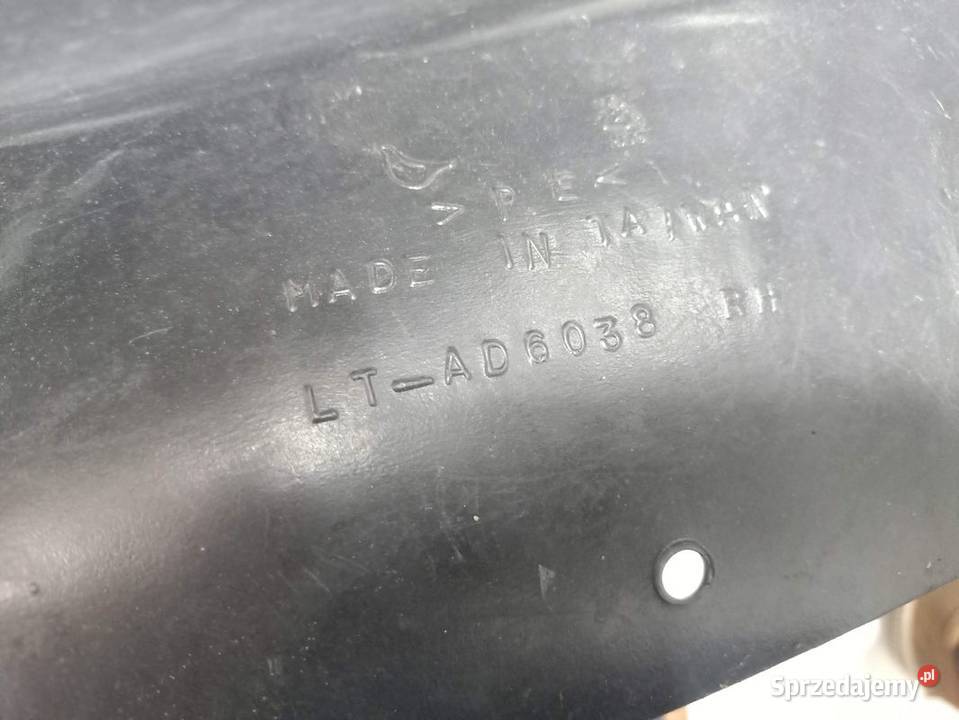 >PE<
MADE IN TAIWAN
LT-AD6038 RH
Sprzedajemy.pl